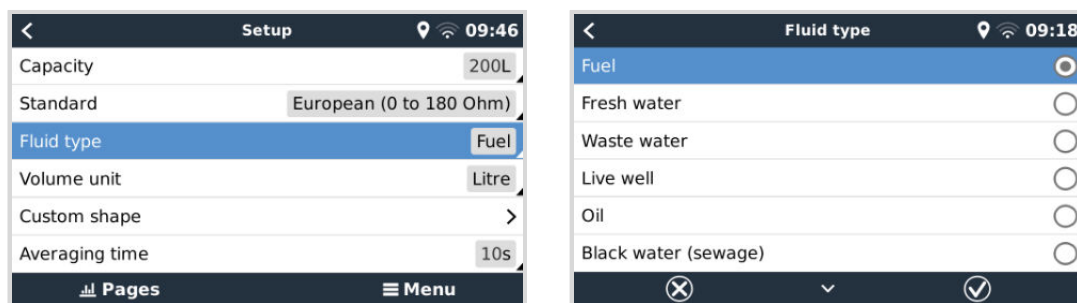 Setup 09:46
Capacity 200L
Standard European (0 to 180 Ohm)
Fluid type Fuel
Volume unit Litre
Custom shape
Averaging time 10s
Pages Menu
Fluid type 09:18
Fuel
Fresh water
Waste water
Live well
Oil
Black water (sewage)